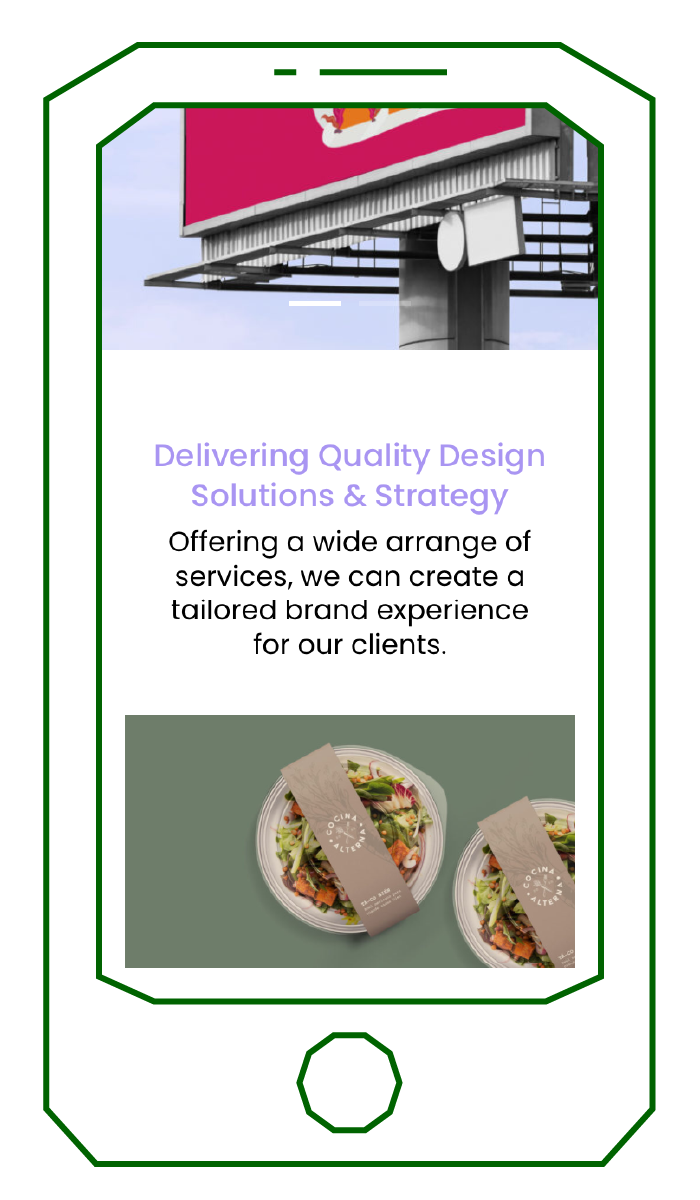 Delivering Quality Design
Solutions & Strategy
Offering a wide arrange of
services, we can create a
tailored brand experience
for our clients.
COCINA
ALTERNA
COCINA
ALTERNA